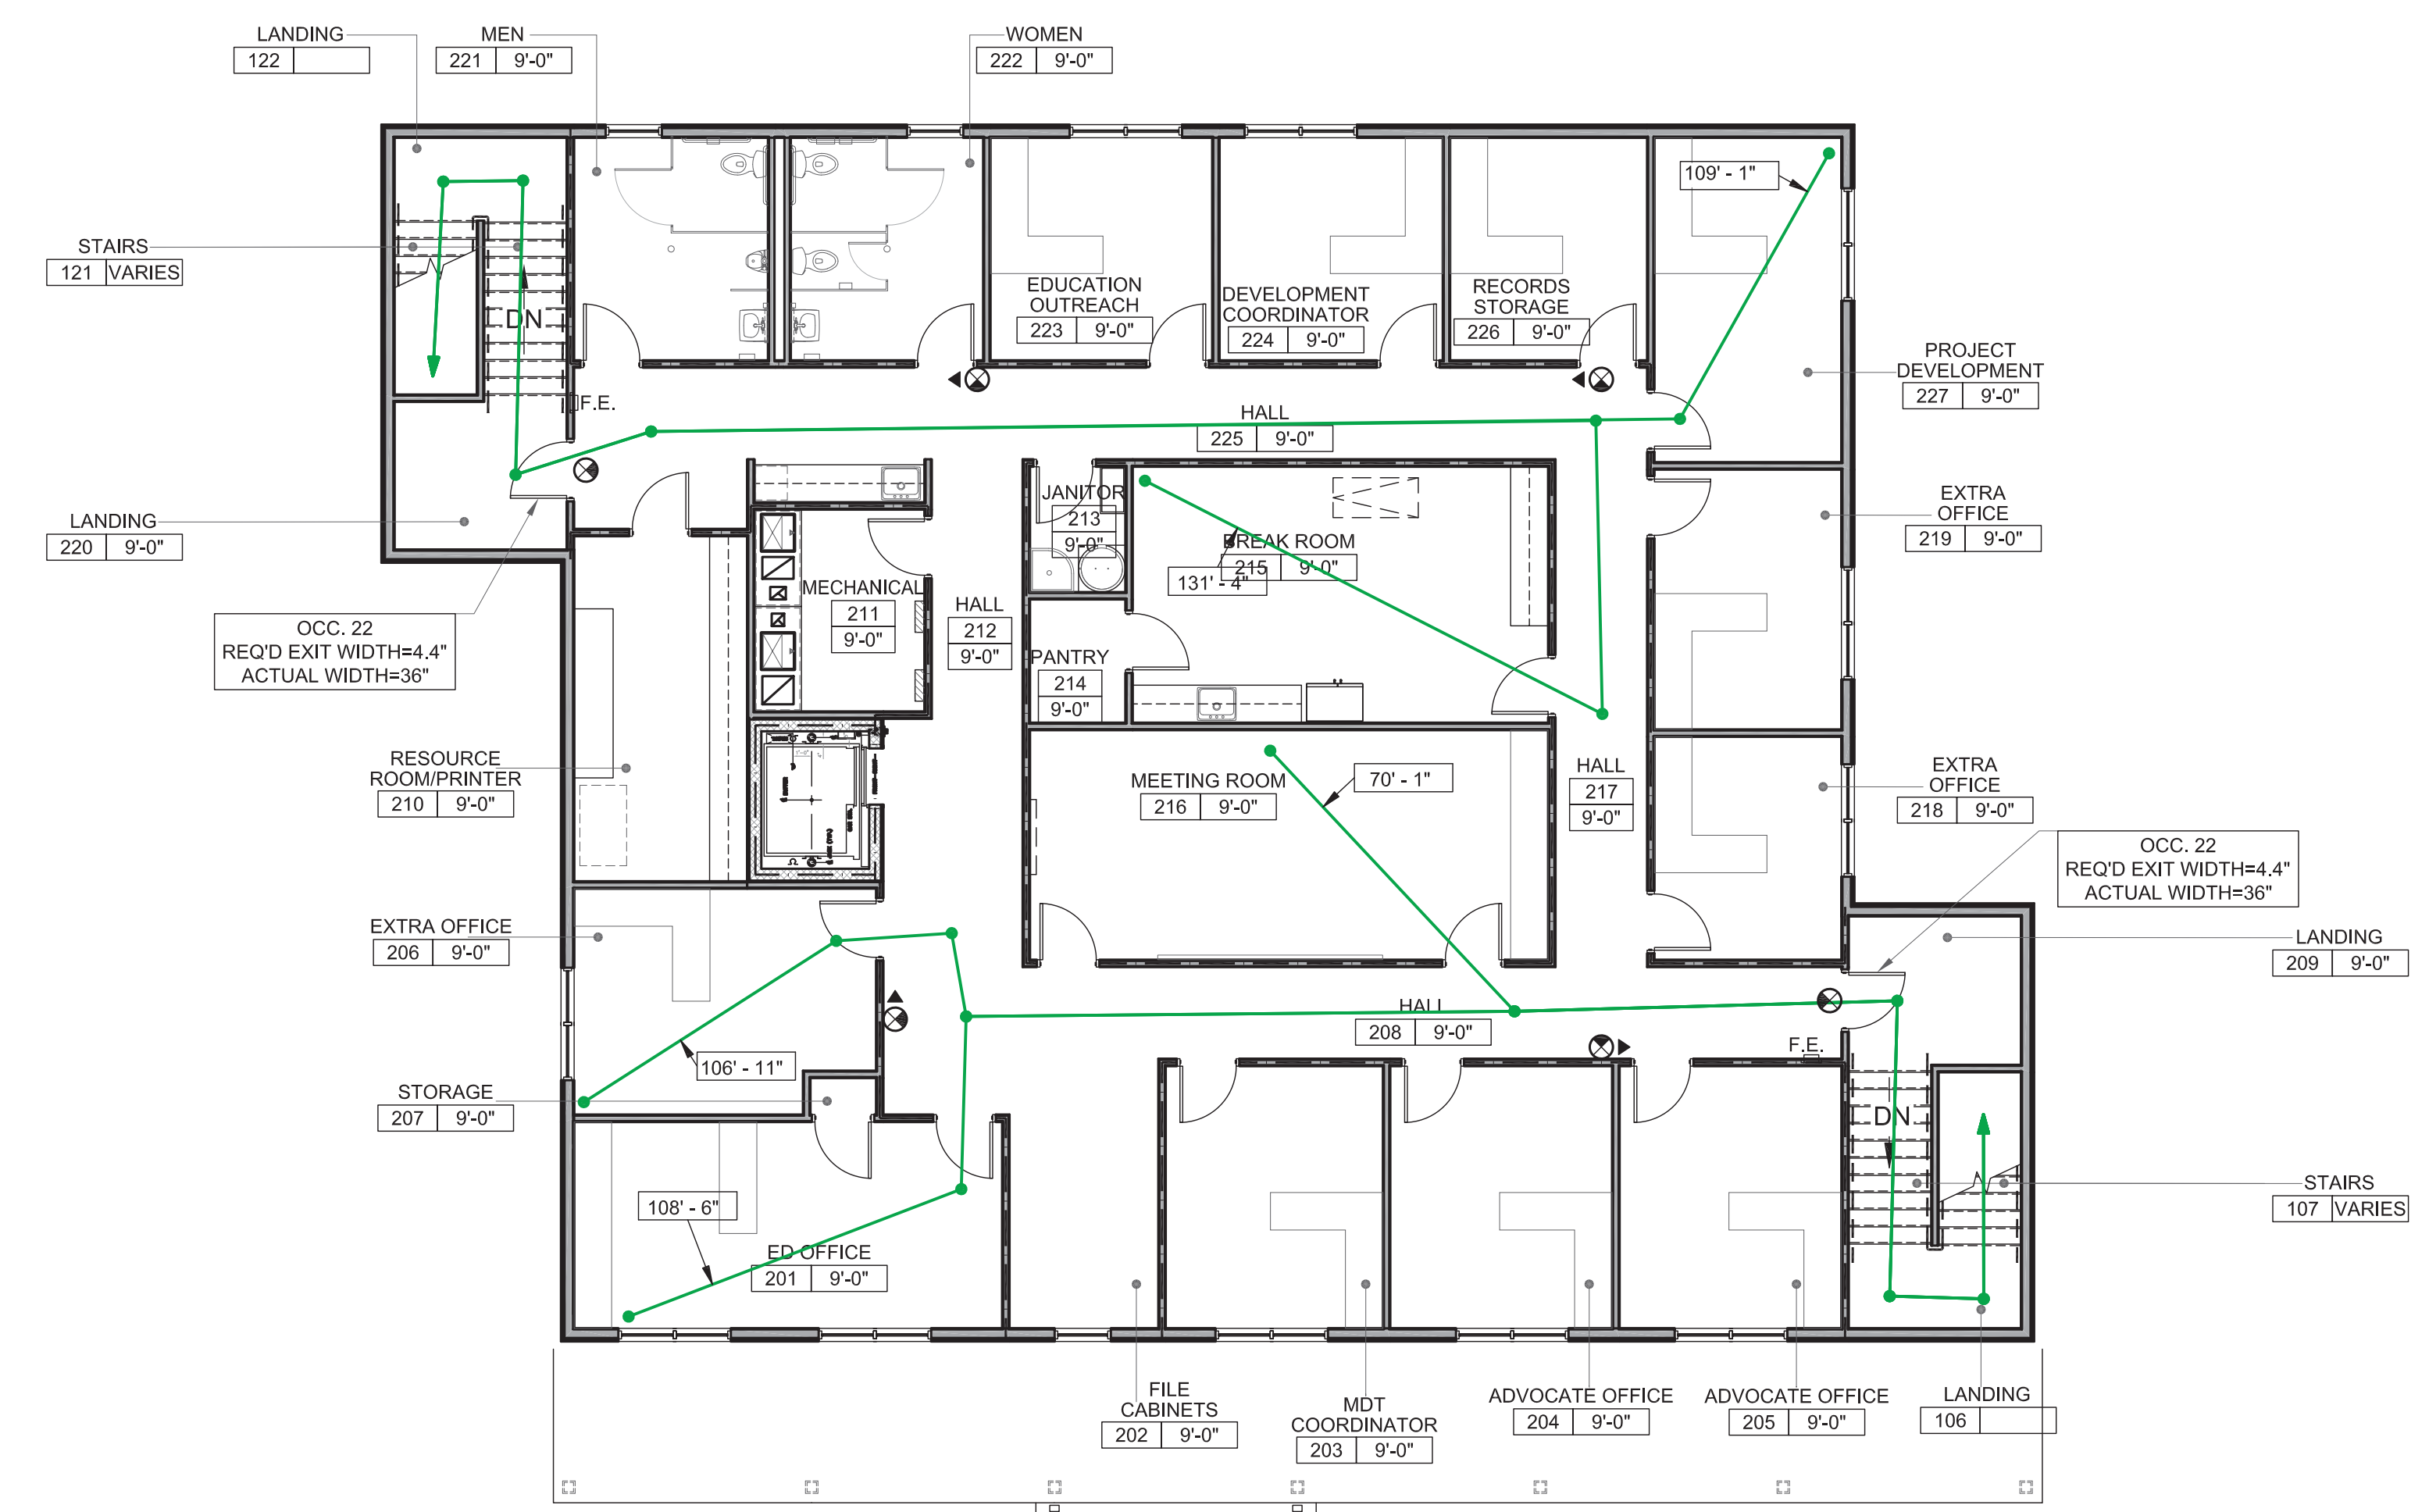 LANDING
122
MEN
221 9'-0"
WOMEN
222 9'-0"
109' - 1"
STAIRS
121 VARIES
DN
EDUCATION
OUTREACH
223 9'-0"
DEVELOPMENT
COORDINATOR
224 9'-0"
RECORDS
STORAGE
226 9'-0"
PROJECT
DEVELOPMENT
227 9'-0"
F.E.
HALL
225 9'-0"
LANDING
220 9'-0"
JANITOR
213
9'-0"
BREAK ROOM
215 9'-0"
131' - 4"
EXTRA
OFFICE
219 9'-0"
MECHANICAL
211
9'-0"
HALL
212
9'-0"
OCC. 22
REQ'D EXIT WIDTH=4.4"
ACTUAL WIDTH=36"
PANTRY
214
9'-0"
RESOURCE
ROOM/PRINTER
210 9'-0"
MEETING ROOM
216 9'-0"
70' - 1"
HALL
217
9'-0"
EXTRA
OFFICE
218 9'-0"
OCC. 22
REQ'D EXIT WIDTH=4.4"
ACTUAL WIDTH=36"
EXTRA OFFICE
206 9'-0"
LANDING
209 9'-0"
HALL
208 9'-0"
F.E.
106' - 11"
STORAGE
207 9'-0"
DN
108' - 6"
ED OFFICE
201 9'-0"
STAIRS
107 VARIES
FILE
CABINETS
202 9'-0"
MDT
COORDINATOR
203 9'-0"
ADVOCATE OFFICE
204 9'-0"
ADVOCATE OFFICE
205 9'-0"
LANDING
106